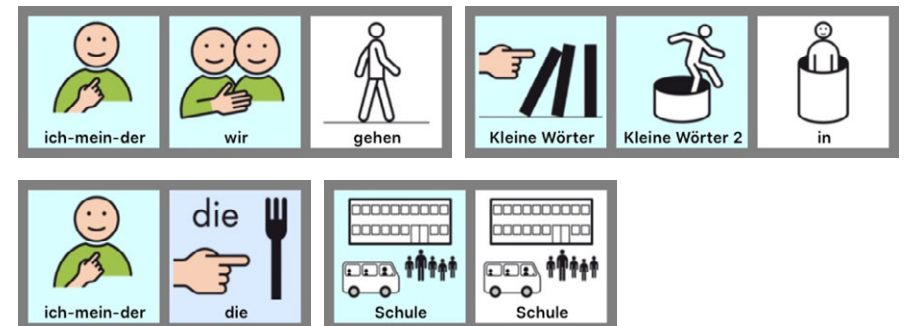 ich-mein-der wir gehen Kleine Wörter Kleine Wörter 2 in
die
ich-mein-der die Schule Schule